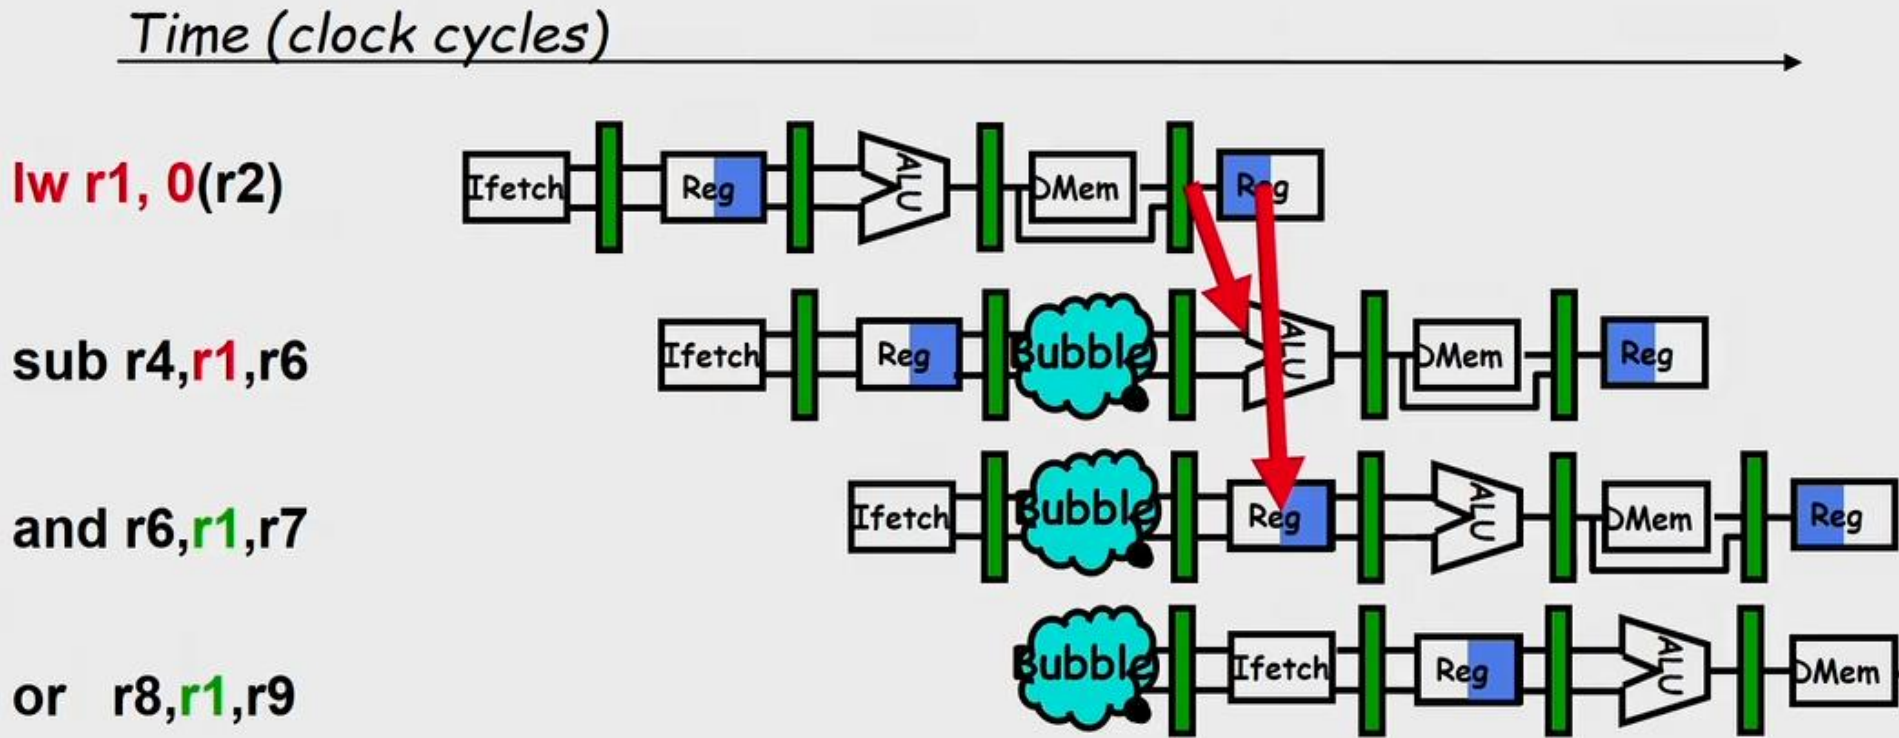 Time (clock cycles)
lw r1, 0(r2)
Ifetch Reg ALU DMem Reg
sub r4,r1,r6
Ifetch Reg Bubble ALU DMem Reg
and r6,r1,r7
Ifetch Bubble Reg ALU DMem Reg
or r8,r1,r9
Bubble Ifetch Reg ALU DMem